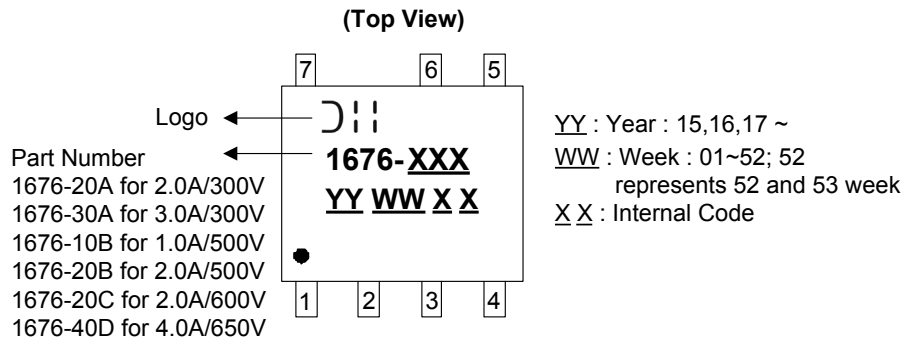 (Top View)
7 6 5
Logo
Part Number
1676-20A for 2.0A/300V
1676-30A for 3.0A/300V
1676-10B for 1.0A/500V
1676-20B for 2.0A/500V
1676-20C for 2.0A/600V
1676-40D for 4.0A/650V
1676-XXX
YY WW X X
1 2 3 4
YY : Year : 15,16,17 ~
WW : Week : 01~52; 52
represents 52 and 53 week
X X : Internal Code